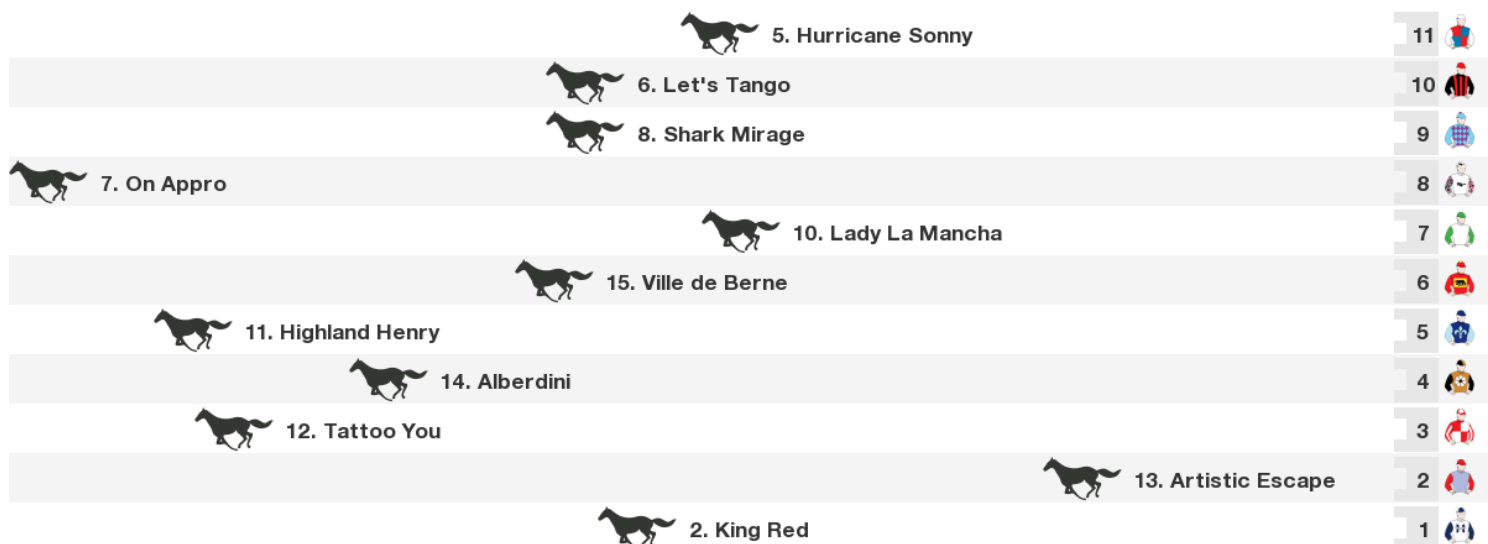 5. Hurricane Sonny 11
6. Let's Tango 10
8. Shark Mirage 9
7. On Appro 8
10. Lady La Mancha 7
15. Ville de Berne 6
11. Highland Henry 5
14. Alberdini 4
12. Tattoo You 3
13. Artistic Escape 2
2. King Red 1